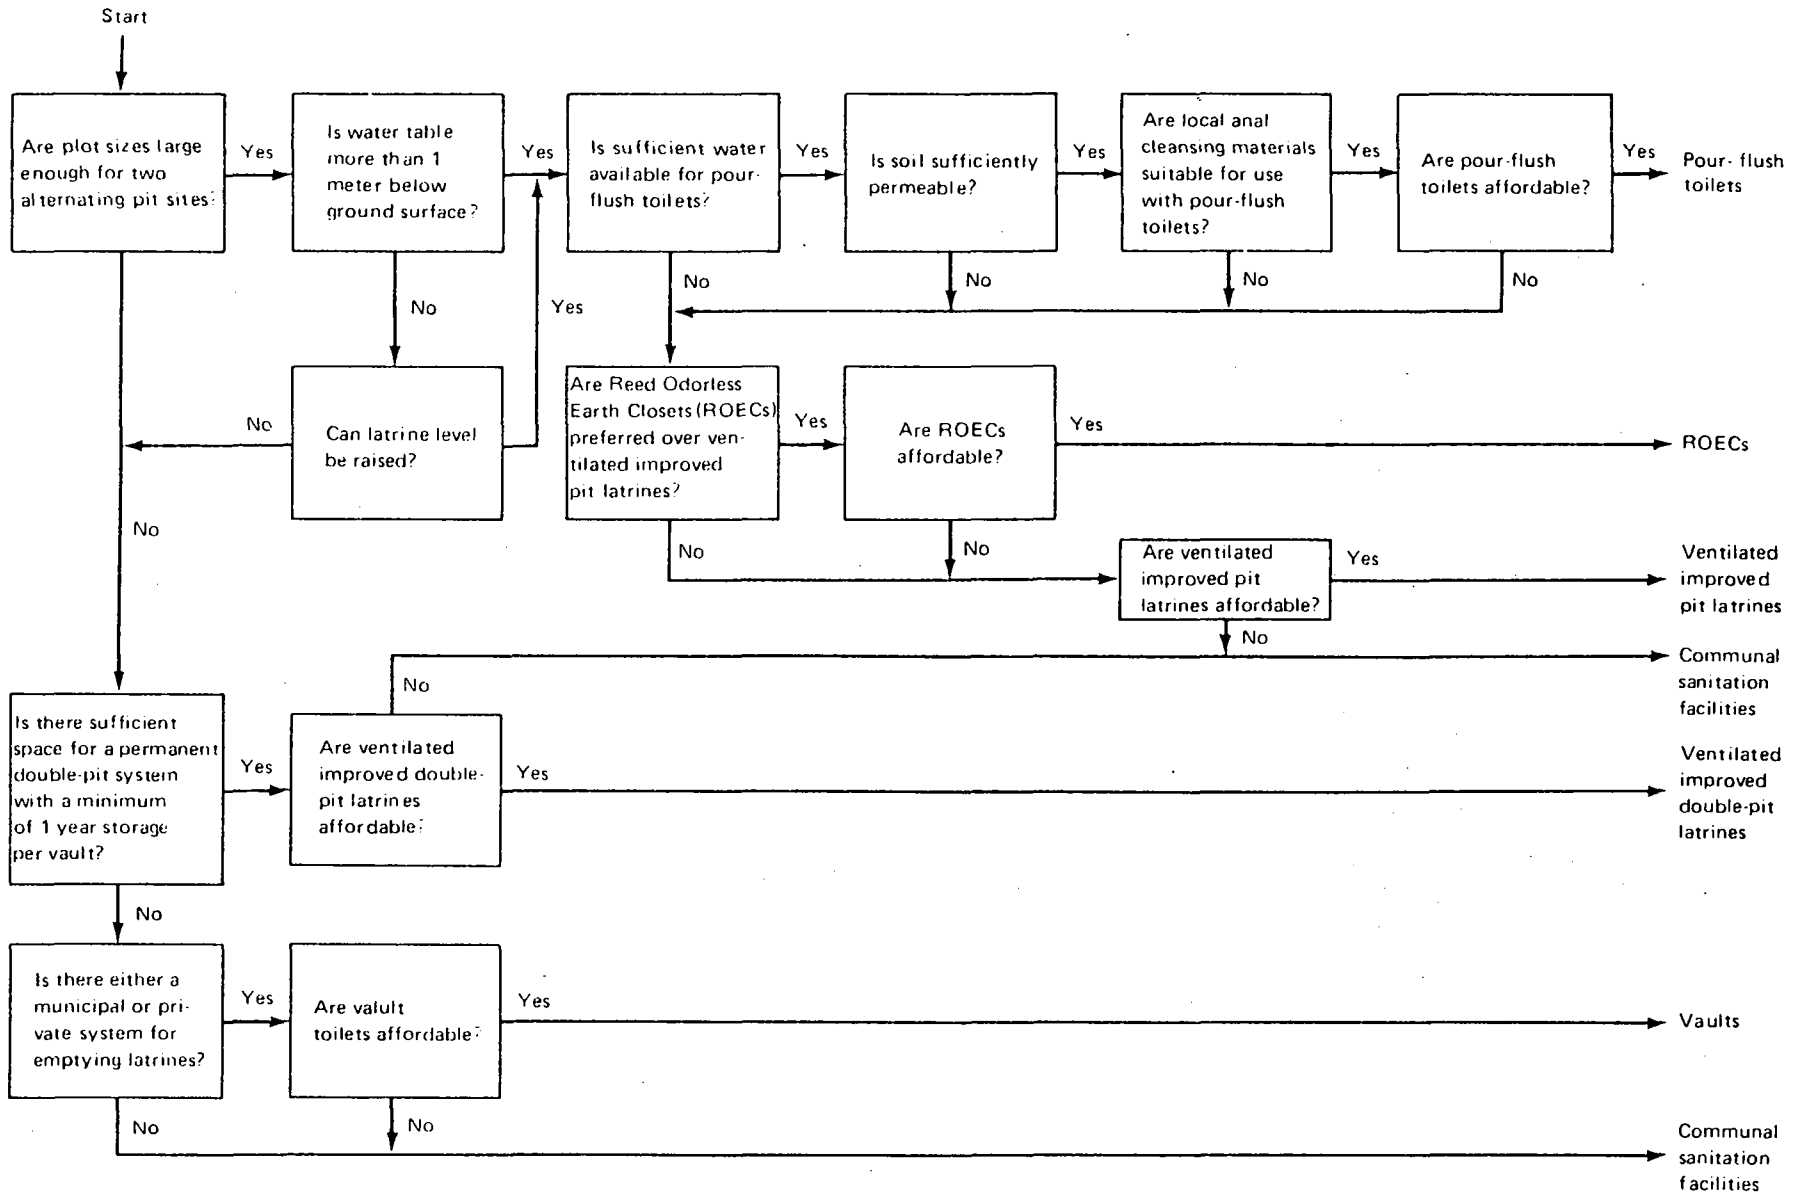 Start
Are plot sizes large
enough for two
alternating pit sites?
Yes
Is water table
more than 1
meter below
ground surface?
Yes
Is sufficient water
available for pour-
flush toilets?
Yes
Is soil sufficiently
permeable?
Yes
Are local anal
cleansing materials
suitable for use
with pour-flush
toilets?
Yes
Are pour-flush
toilets affordable?
Yes
Pour-flush
toilets
No
No
No
No
No
Yes
Can latrine level
be raised?
No
Are Reed Odorless
Earth Closets (ROECs)
preferred over ven-
tilated improved
pit latrines?
Yes
Are ROECs
affordable?
Yes
ROECs
No
No
No
Are ventilated
improved pit
latrines affordable?
Yes
Ventilated
improved
pit latrines
No
Communal
sanitation
facilities
No
Is there sufficient
space for a permanent
double-pit system
with a minimum
of 1 year storage
per vault?
Yes
Are ventilated
improved double-
pit latrines
affordable?
Yes
Ventilated
improved
double-pit
latrines
No
Is there either a
municipal or pri-
vate system for
emptying latrines?
Yes
Are valult
toilets affordable?
Yes
Vaults
No
No
Communal
sanitation
facilities